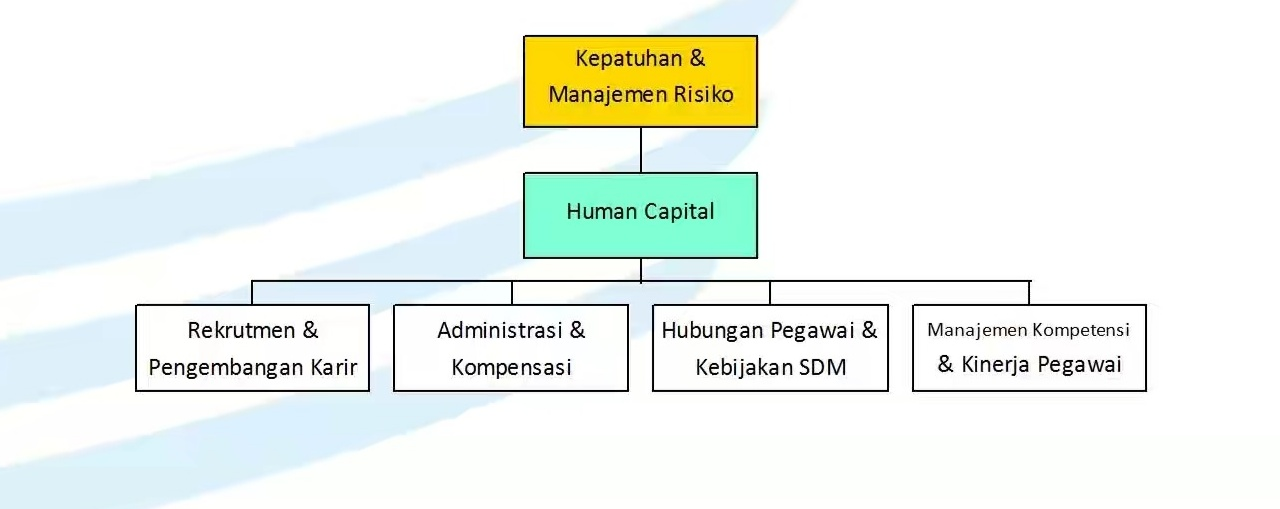 Kepatuhan &
Manajemen Risiko
Human Capital
Rekrutmen &
Pengembangan Karir
Administrasi &
Kompensasi
Hubungan Pegawai &
Kebijakan SDM
Manajemen Kompetensi
& Kinerja Pegawai